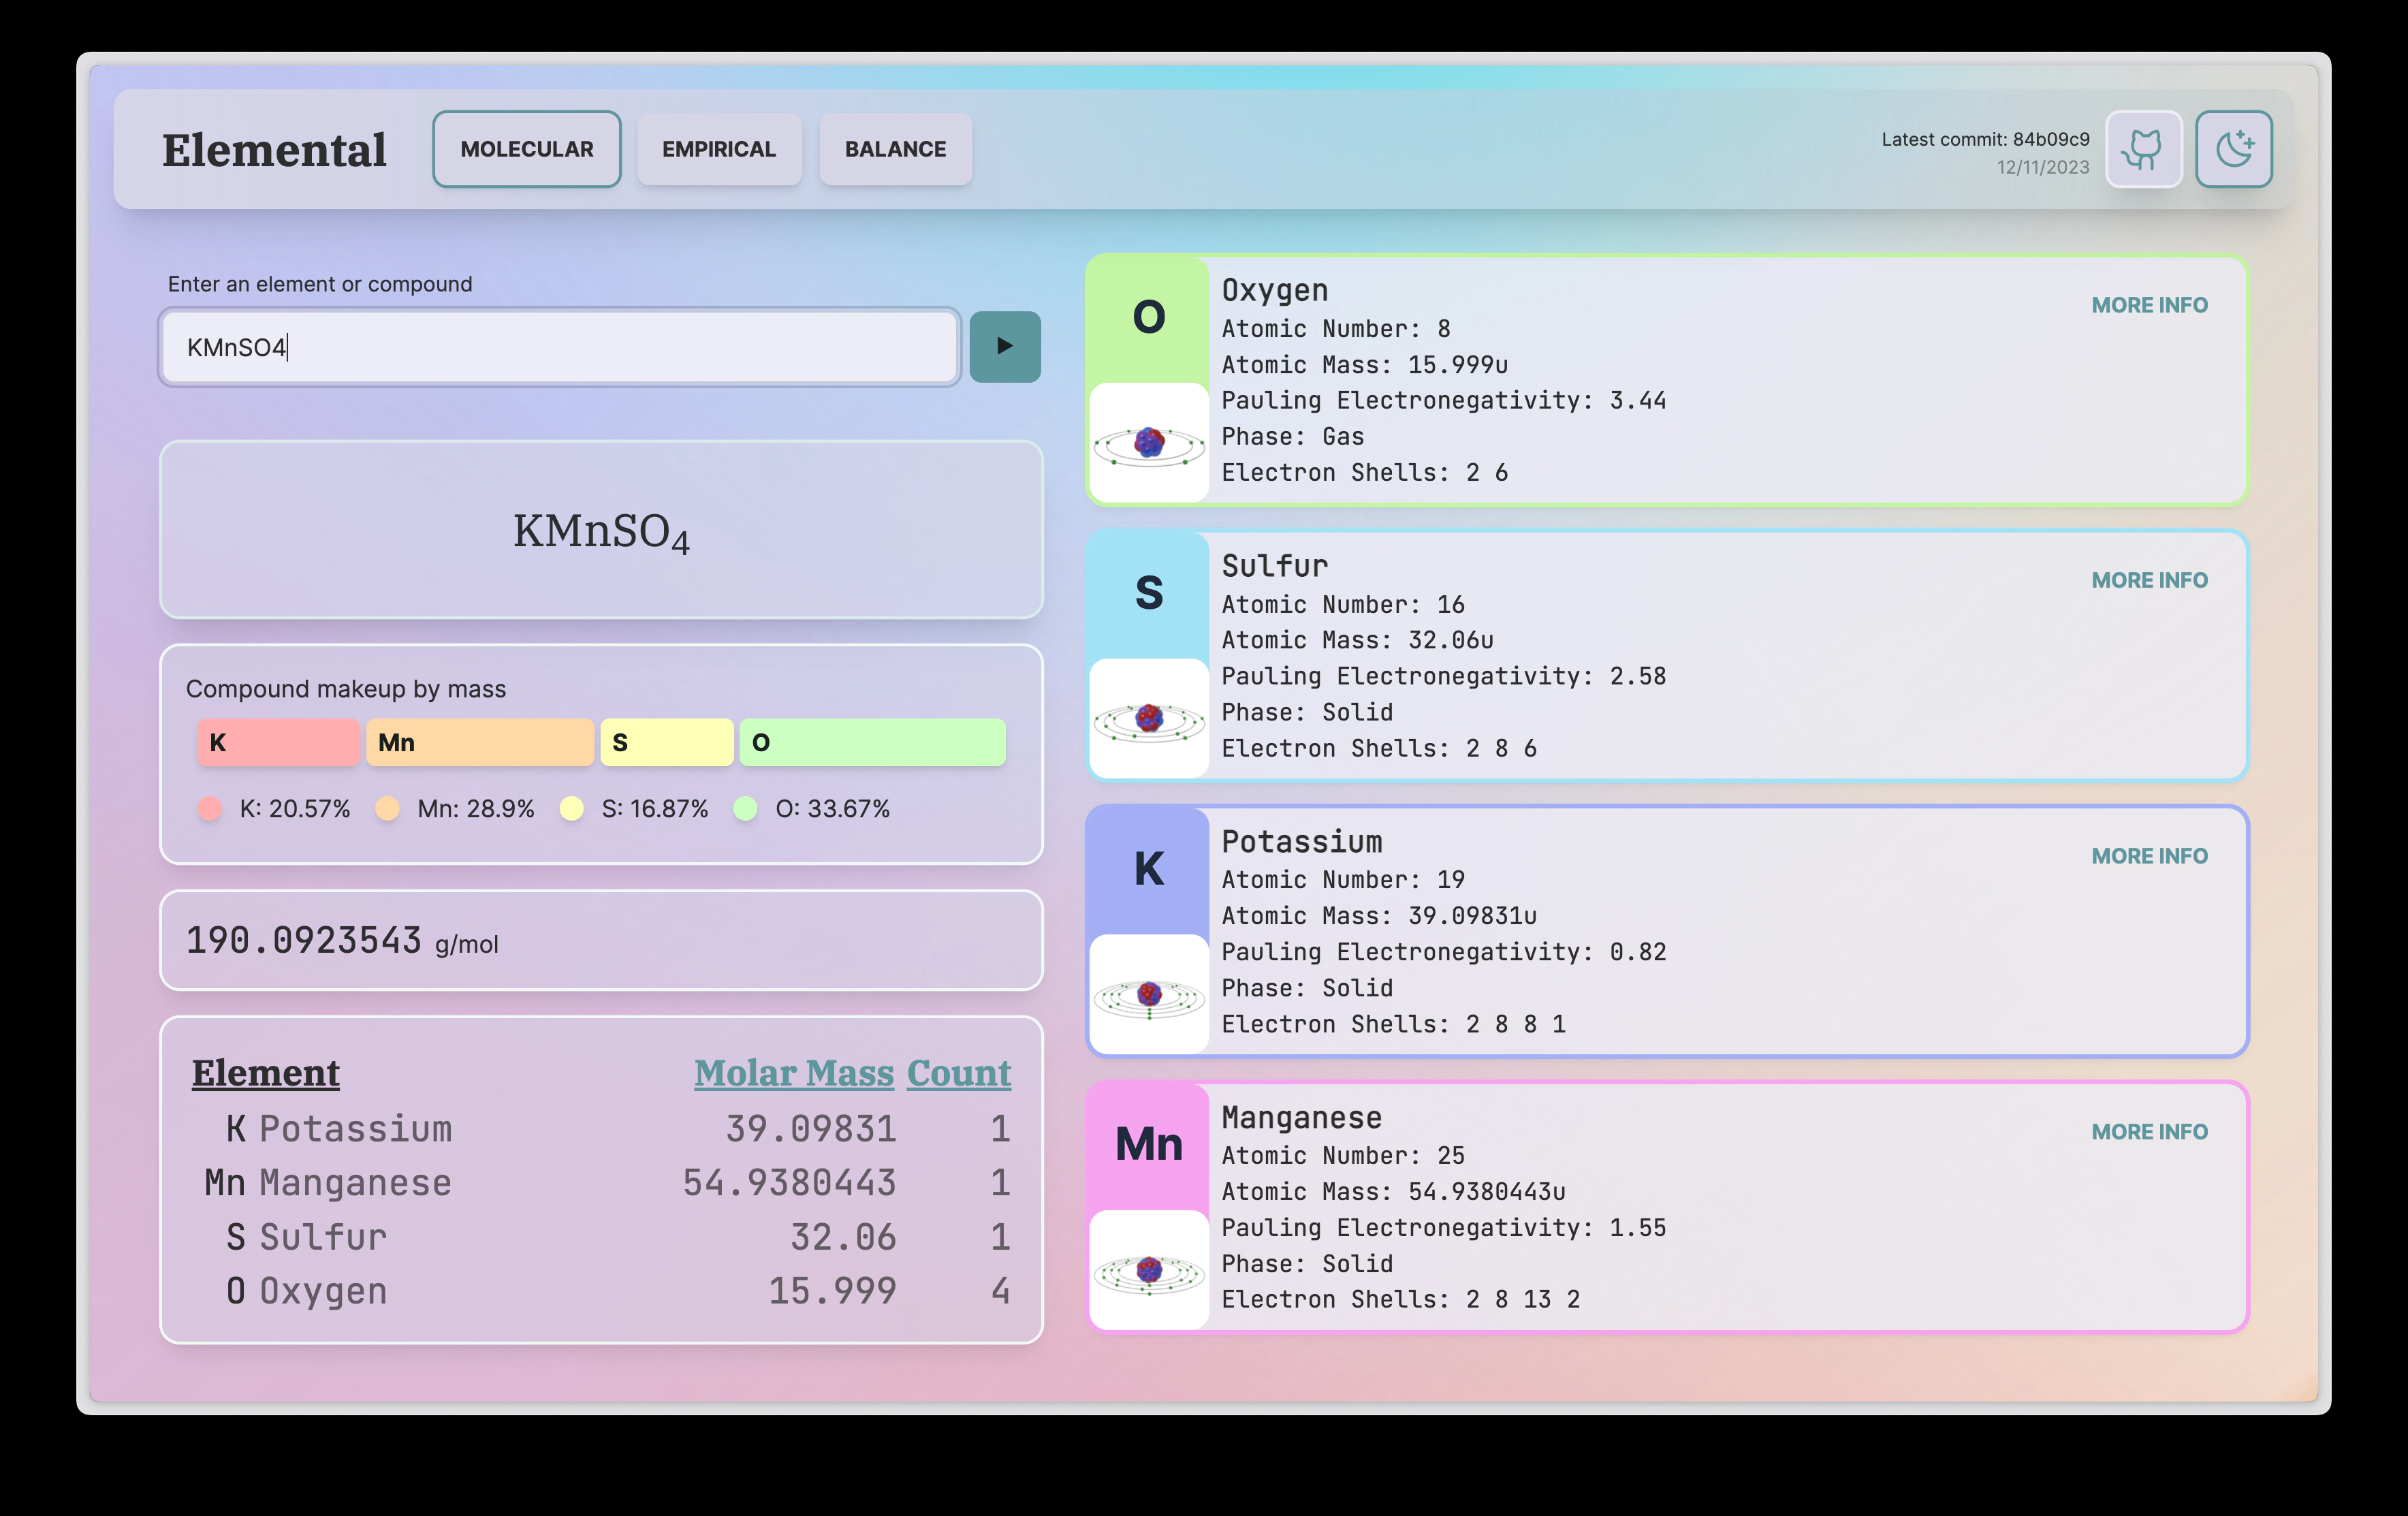 Elemental
MOLECULAR
EMPIRICAL
BALANCE
Latest commit: 84b09c9
12/11/2023
Enter an element or compound
KMnSO4
KMnSO₄
Compound makeup by mass
K Mn S O
K: 20.57% Mn: 28.9% S: 16.87% O: 33.67%
190.0923543 g/mol
Element Molar Mass Count
K Potassium 39.09831 1
Mn Manganese 54.9380443 1
S Sulfur 32.06 1
O Oxygen 15.999 4
O
Oxygen
MORE INFO
Atomic Number: 8
Atomic Mass: 15.999u
Pauling Electronegativity: 3.44
Phase: Gas
Electron Shells: 2 6
S
Sulfur
MORE INFO
Atomic Number: 16
Atomic Mass: 32.06u
Pauling Electronegativity: 2.58
Phase: Solid
Electron Shells: 2 8 6
K
Potassium
MORE INFO
Atomic Number: 19
Atomic Mass: 39.09831u
Pauling Electronegativity: 0.82
Phase: Solid
Electron Shells: 2 8 8 1
Mn
Manganese
MORE INFO
Atomic Number: 25
Atomic Mass: 54.9380443u
Pauling Electronegativity: 1.55
Phase: Solid
Electron Shells: 2 8 13 2